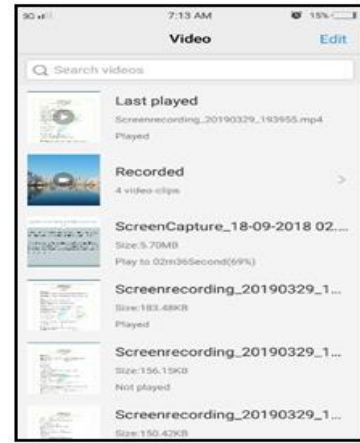 3G
7:13 AM
15%
Video
Edit
Search videos
Last played
Screenrecording_20190329_193955.mp4
Played
Recorded
4 video clips
ScreenCapture_18-09-2018 02....
Size:5.70MB
Play to 02m36Second(69%)
Screenrecording_20190329_1...
Size:183.48KB
Played
Screenrecording_20190329_1...
Size:156.15KB
Not played
Screenrecording_20190329_1...
Size:150.42KB